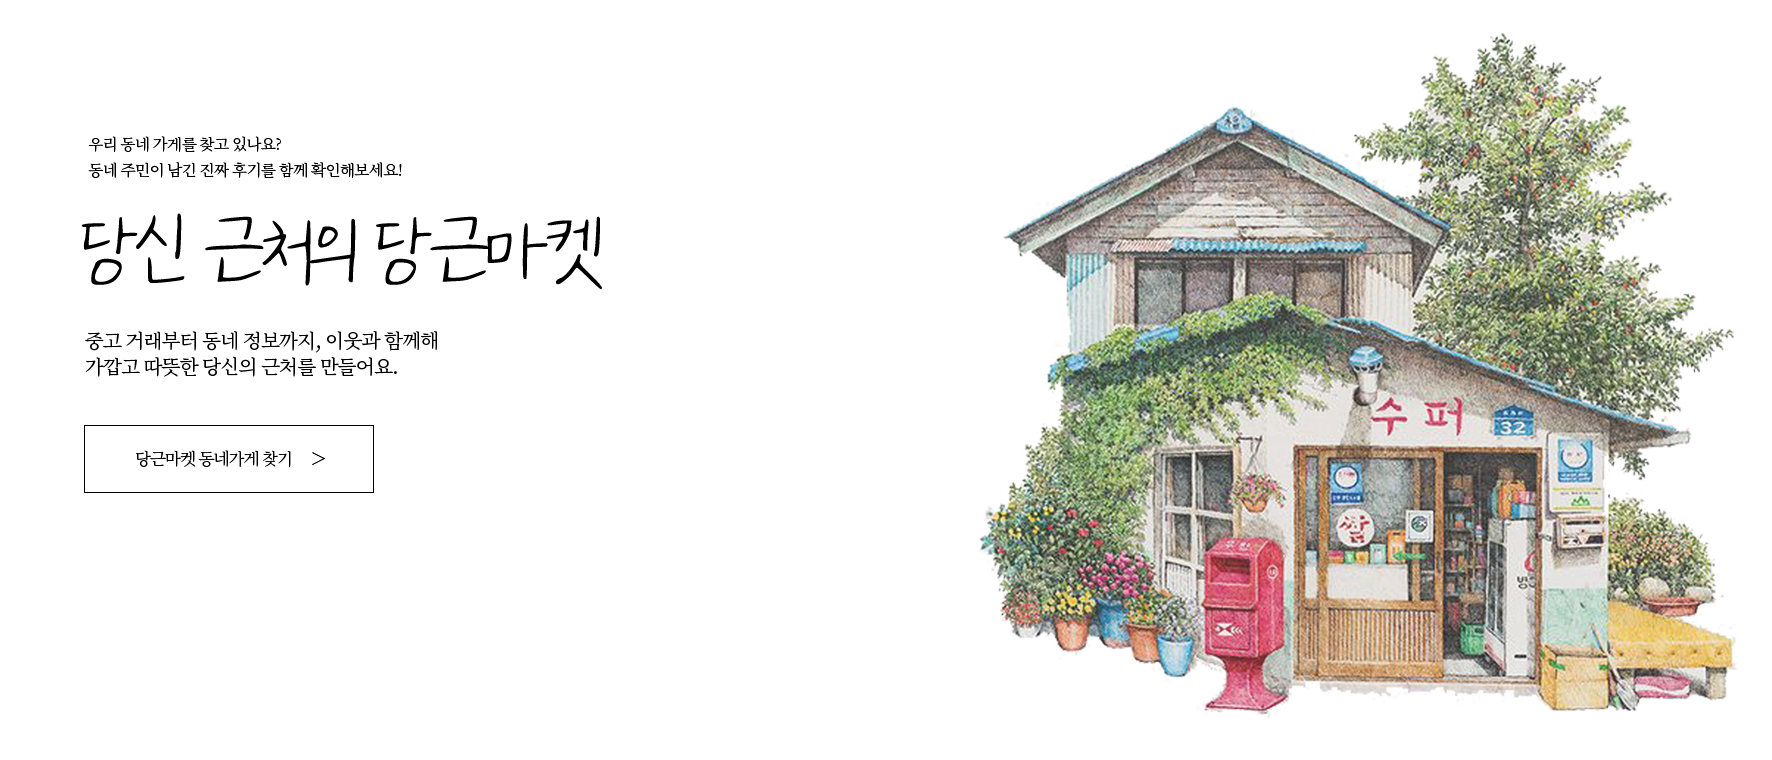 우리 동네 가게를 찾고 있나요?
동네 주민이 남긴 진짜 후기를 함께 확인해보세요!
당신 근처의 당근마켓
중고 거래부터 동네 정보까지, 이웃과 함께해
가깝고 따뜻한 당신의 근처를 만들어요.
당근마켓 동네가게 찾기 >
수퍼
32
쌀